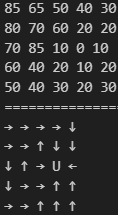 85 65 50 40 30
80 70 60 20 20
70 85 10 0 10
60 40 20 10 20
50 40 30 20 30
==============
→ → → → ↓
→ → ↑ ↓ ↓
↓ ↑ → U ←
↓ → → ↑ ↑
→ → ↑ ↑ ↑